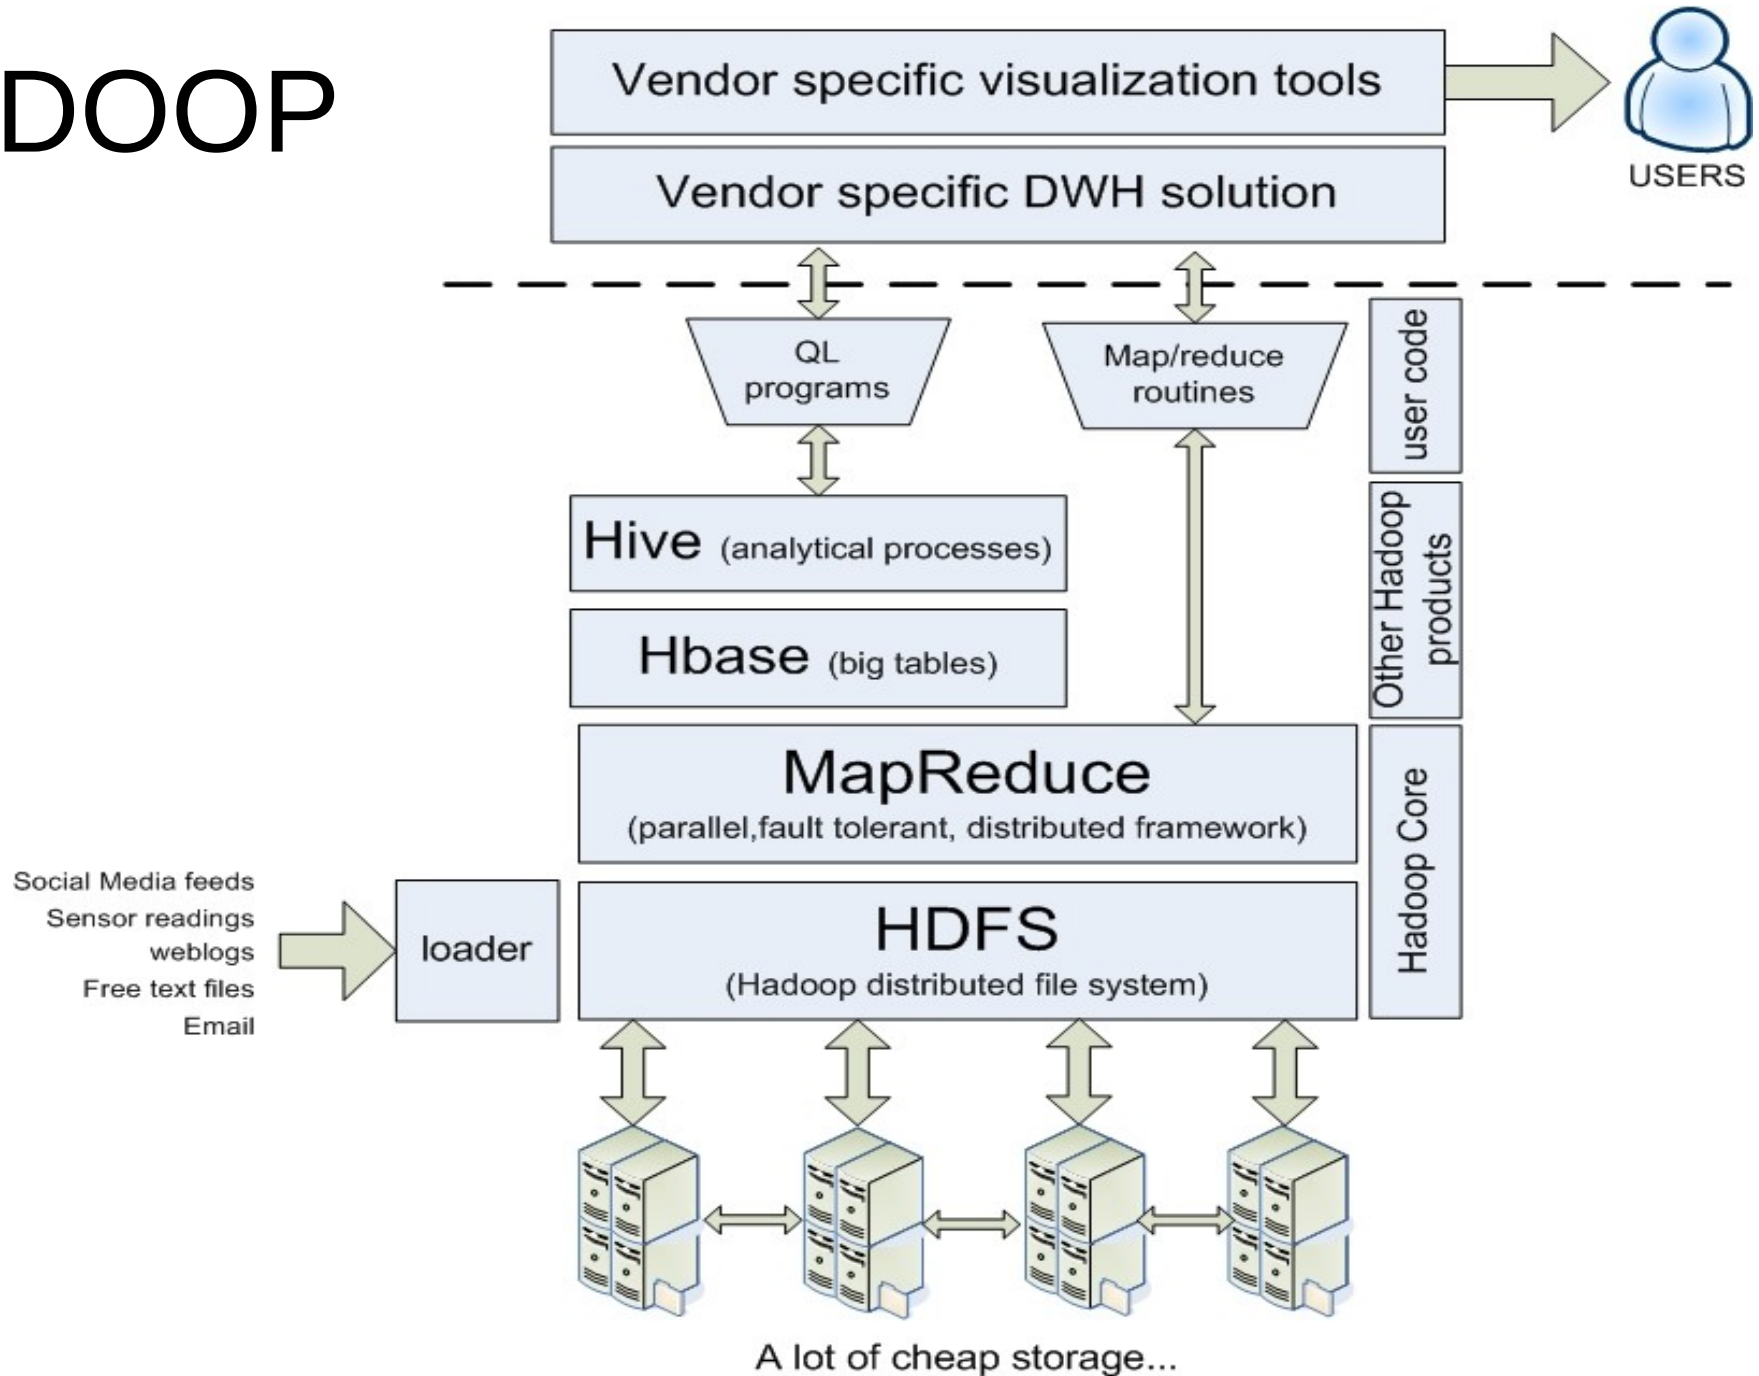 DOOP
Vendor specific visualization tools
USERS
Vendor specific DWH solution
QL
programs
Map/reduce
routines
user code
Hive (analytical processes)
Hbase (big tables)
Other Hadoop
products
MapReduce
(parallel,fault tolerant, distributed framework)
Hadoop Core
Social Media feeds
Sensor readings
weblogs
Free text files
Email
loader
HDFS
(Hadoop distributed file system)
A lot of cheap storage...